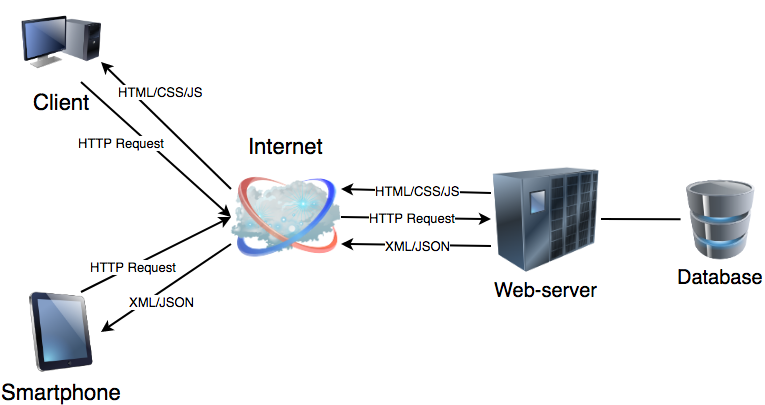 HTML/CSS/JS
Client
HTTP Request
Internet
HTML/CSS/JS
HTTP Request
XML/JSON
HTTP Request
XML/JSON
Web-server
Database
Smartphone